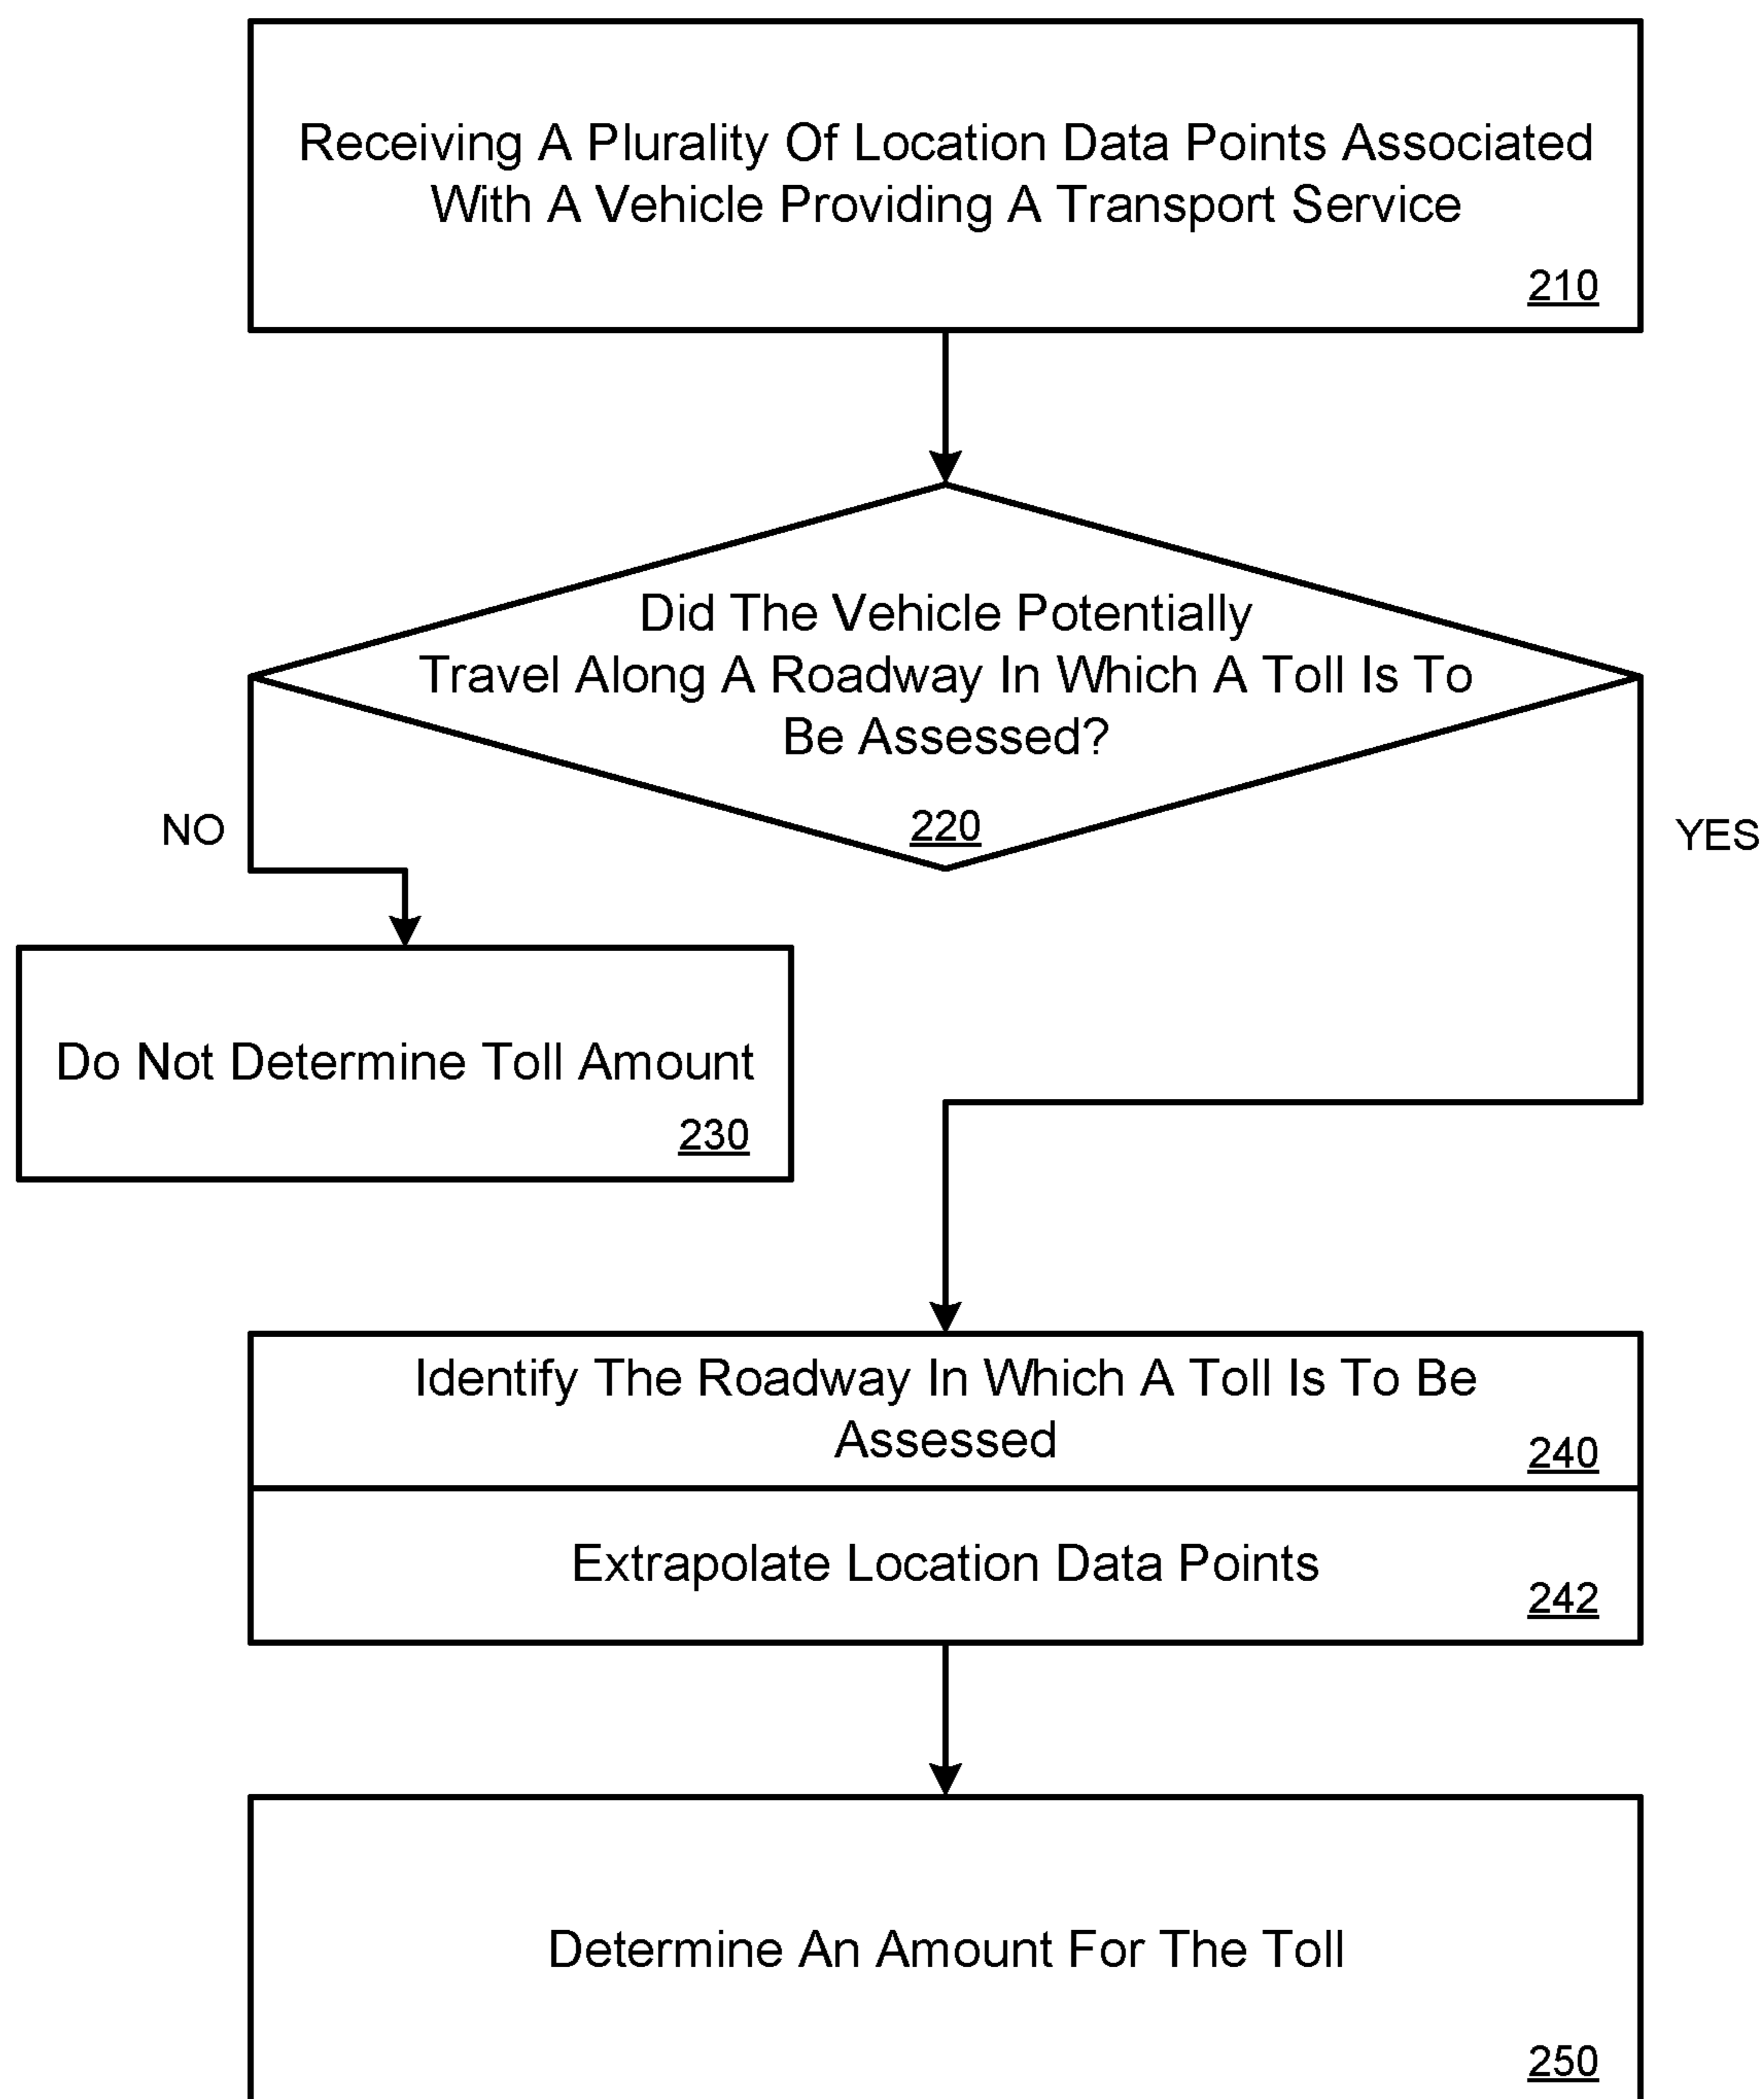 Receiving A Plurality Of Location Data Points Associated
With A Vehicle Providing A Transport Service
210
Did The Vehicle Potentially
Travel Along A Roadway In Which A Toll Is To
Be Assessed?
220
NO
YES
Do Not Determine Toll Amount
230
Identify The Roadway In Which A Toll Is To Be
Assessed
240
Extrapolate Location Data Points
242
Determine An Amount For The Toll
250